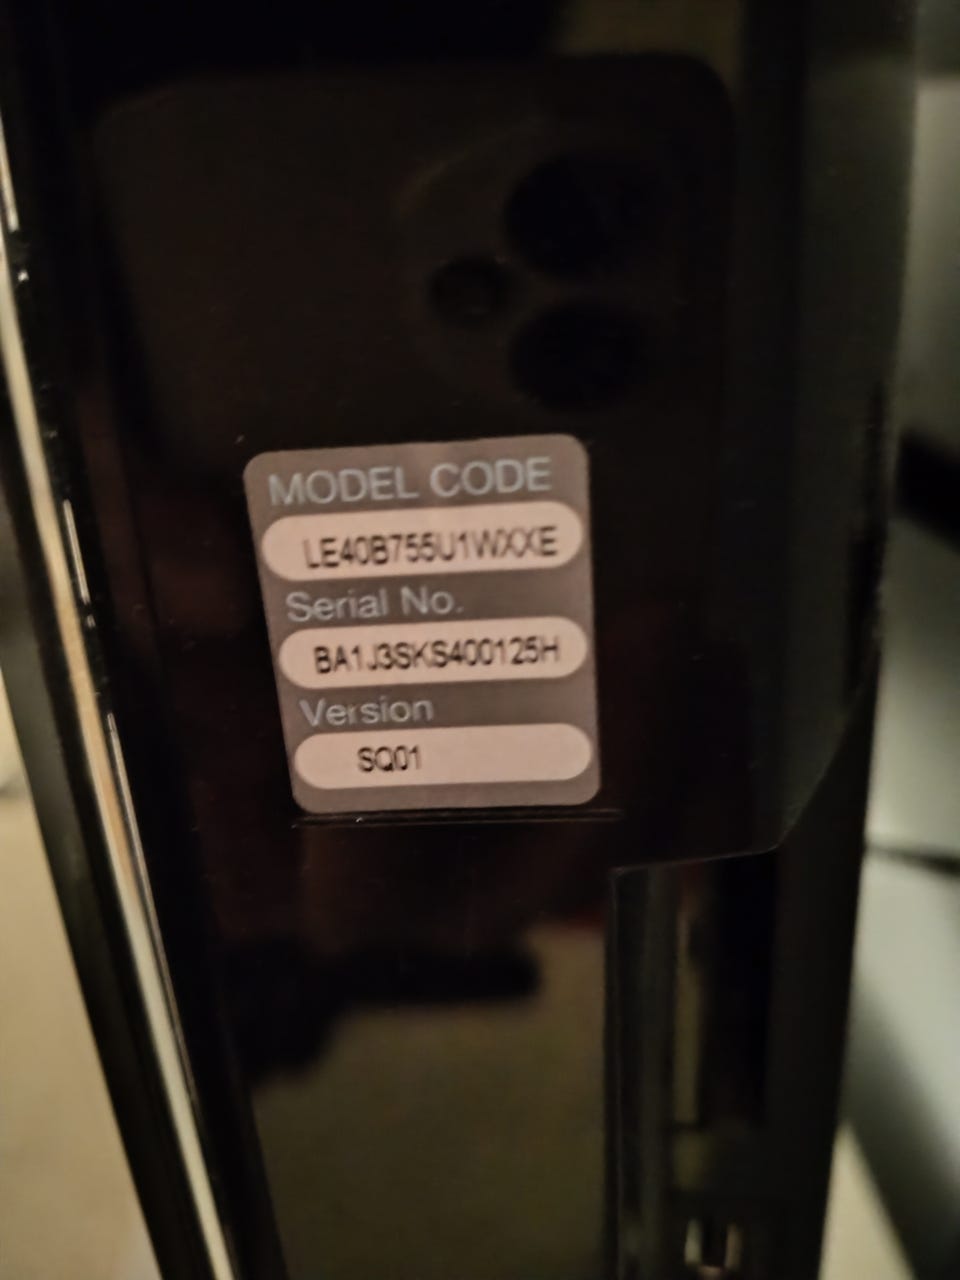 MODEL CODE
LE40B755U1WXXE
Serial No.
BA1J3SKS400125H
Version
SQ01